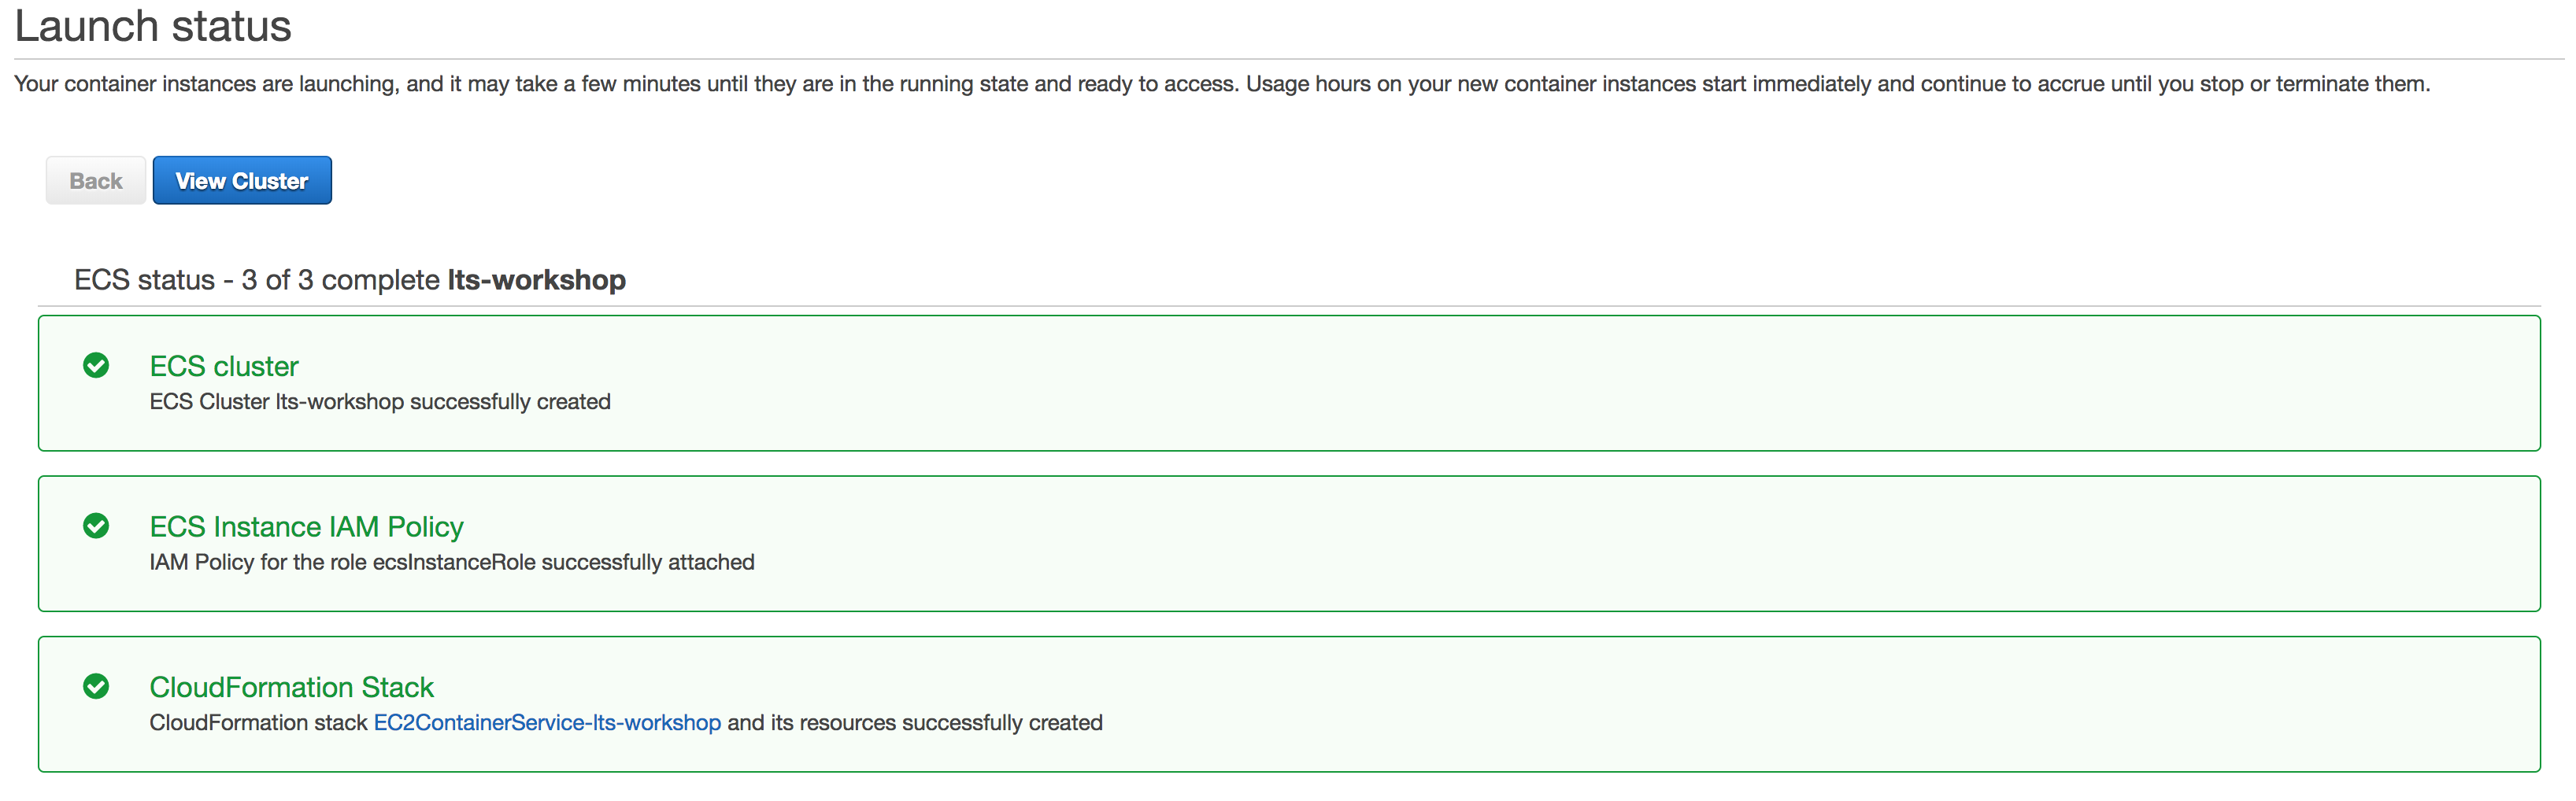 Launch status
Your container instances are launching, and it may take a few minutes until they are in the running state and ready to access. Usage hours on your new container instances start immediately and continue to accrue until you stop or terminate them.
Back
View Cluster
ECS status - 3 of 3 complete lts-workshop
ECS cluster
ECS Cluster lts-workshop successfully created
ECS Instance IAM Policy
IAM Policy for the role ecsInstanceRole successfully attached
CloudFormation Stack
CloudFormation stack EC2ContainerService-lts-workshop and its resources successfully created